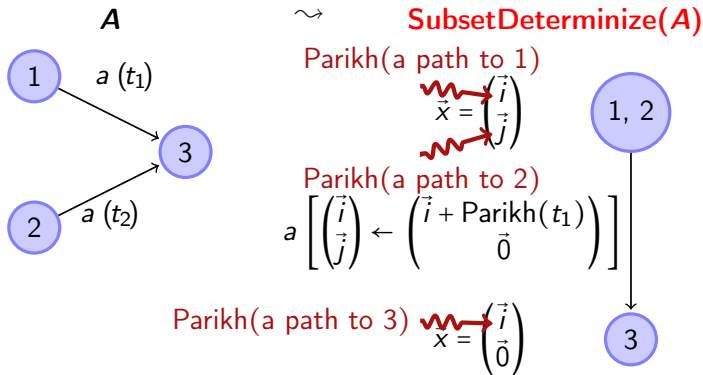 A ⤳ SubsetDeterminize(A)
1
a (t₁)
3
2
a (t₂)
Parikh(a path to 1)
x⃗ = (i⃗ j⃗)
Parikh(a path to 2)
a [(i⃗ j⃗) ← (i⃗ + Parikh(t₁) 0⃗)]
Parikh(a path to 3)
x⃗ = (i⃗ 0⃗)
1, 2
3